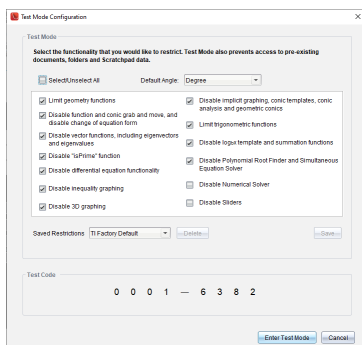 Test Mode Configuration
Test Mode
Select the functionality that you would like to restrict. Test Mode also prevents access to pre-existing
documents, folders and Scratchpad data.
Select/Unselect All
Default Angle:
Degree
Limit geometry functions
Disable function and conic grab and move, and
disable change of equation form
Disable vector functions, including eigenvectors
and eigenvalues
Disable "isPrime" function
Disable differential equation functionality
Disable inequality graphing
Disable 3D graphing
Disable implicit graphing, conic templates, conic
analysis and geometric conics
Limit trigonometric functions
Disable logbx template and summation functions
Disable Polynomial Root Finder and Simultaneous
Equation Solver
Disable Numerical Solver
Disable Sliders
Saved Restrictions
TI Factory Default
Delete
Save
Test Code
0 0 0 1 — 6 3 8 2
Enter Test Mode
Cancel